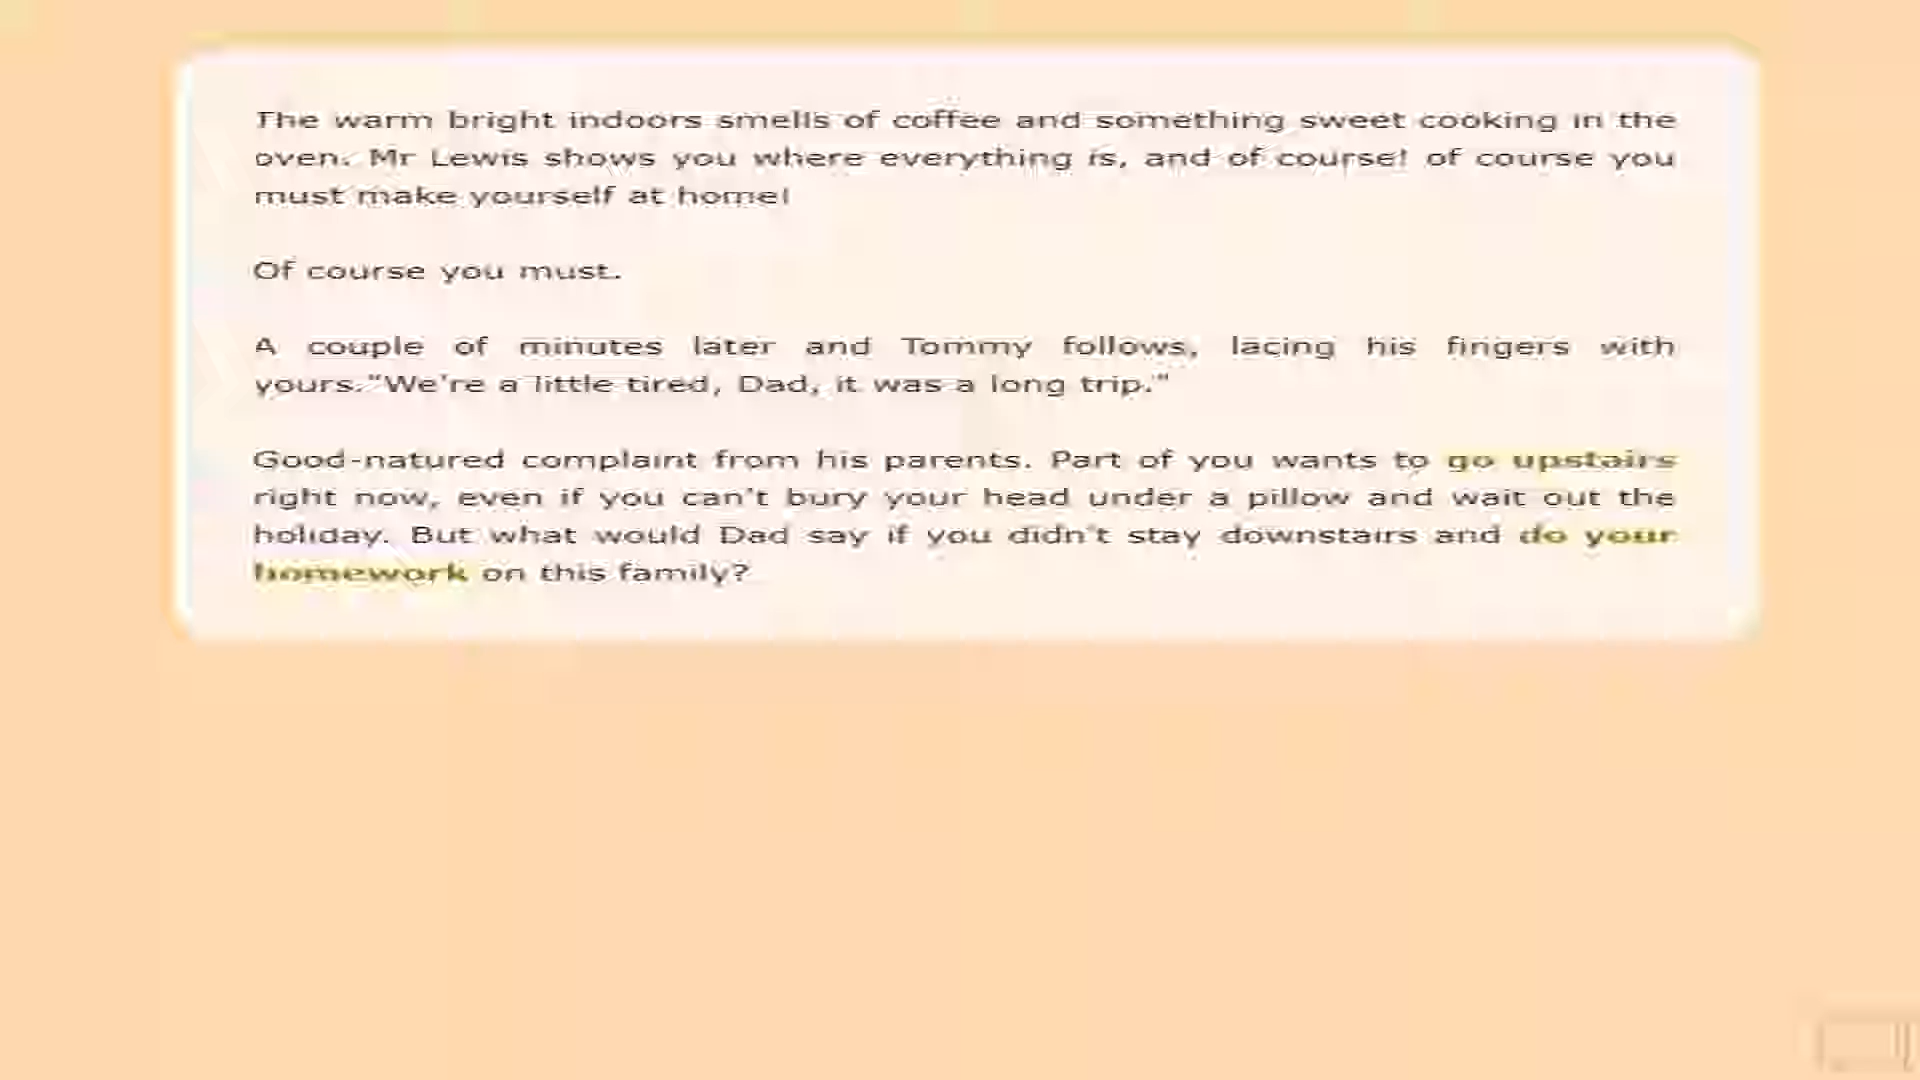 The warm bright indoors smells of coffee and something sweet cooking in the
oven. Mr Lewis shows you where everything is, and of course! of course you
must make yourself at home!
Of course you must.
A couple of minutes later and Tommy follows, lacing his fingers with
yours."We're a little tired, Dad, it was a long trip."
Good-natured complaint from his parents. Part of you wants to go upstairs
right now, even if you can't bury your head under a pillow and wait out the
holiday. But what would Dad say if you didn't stay downstairs and do your
homework on this family?